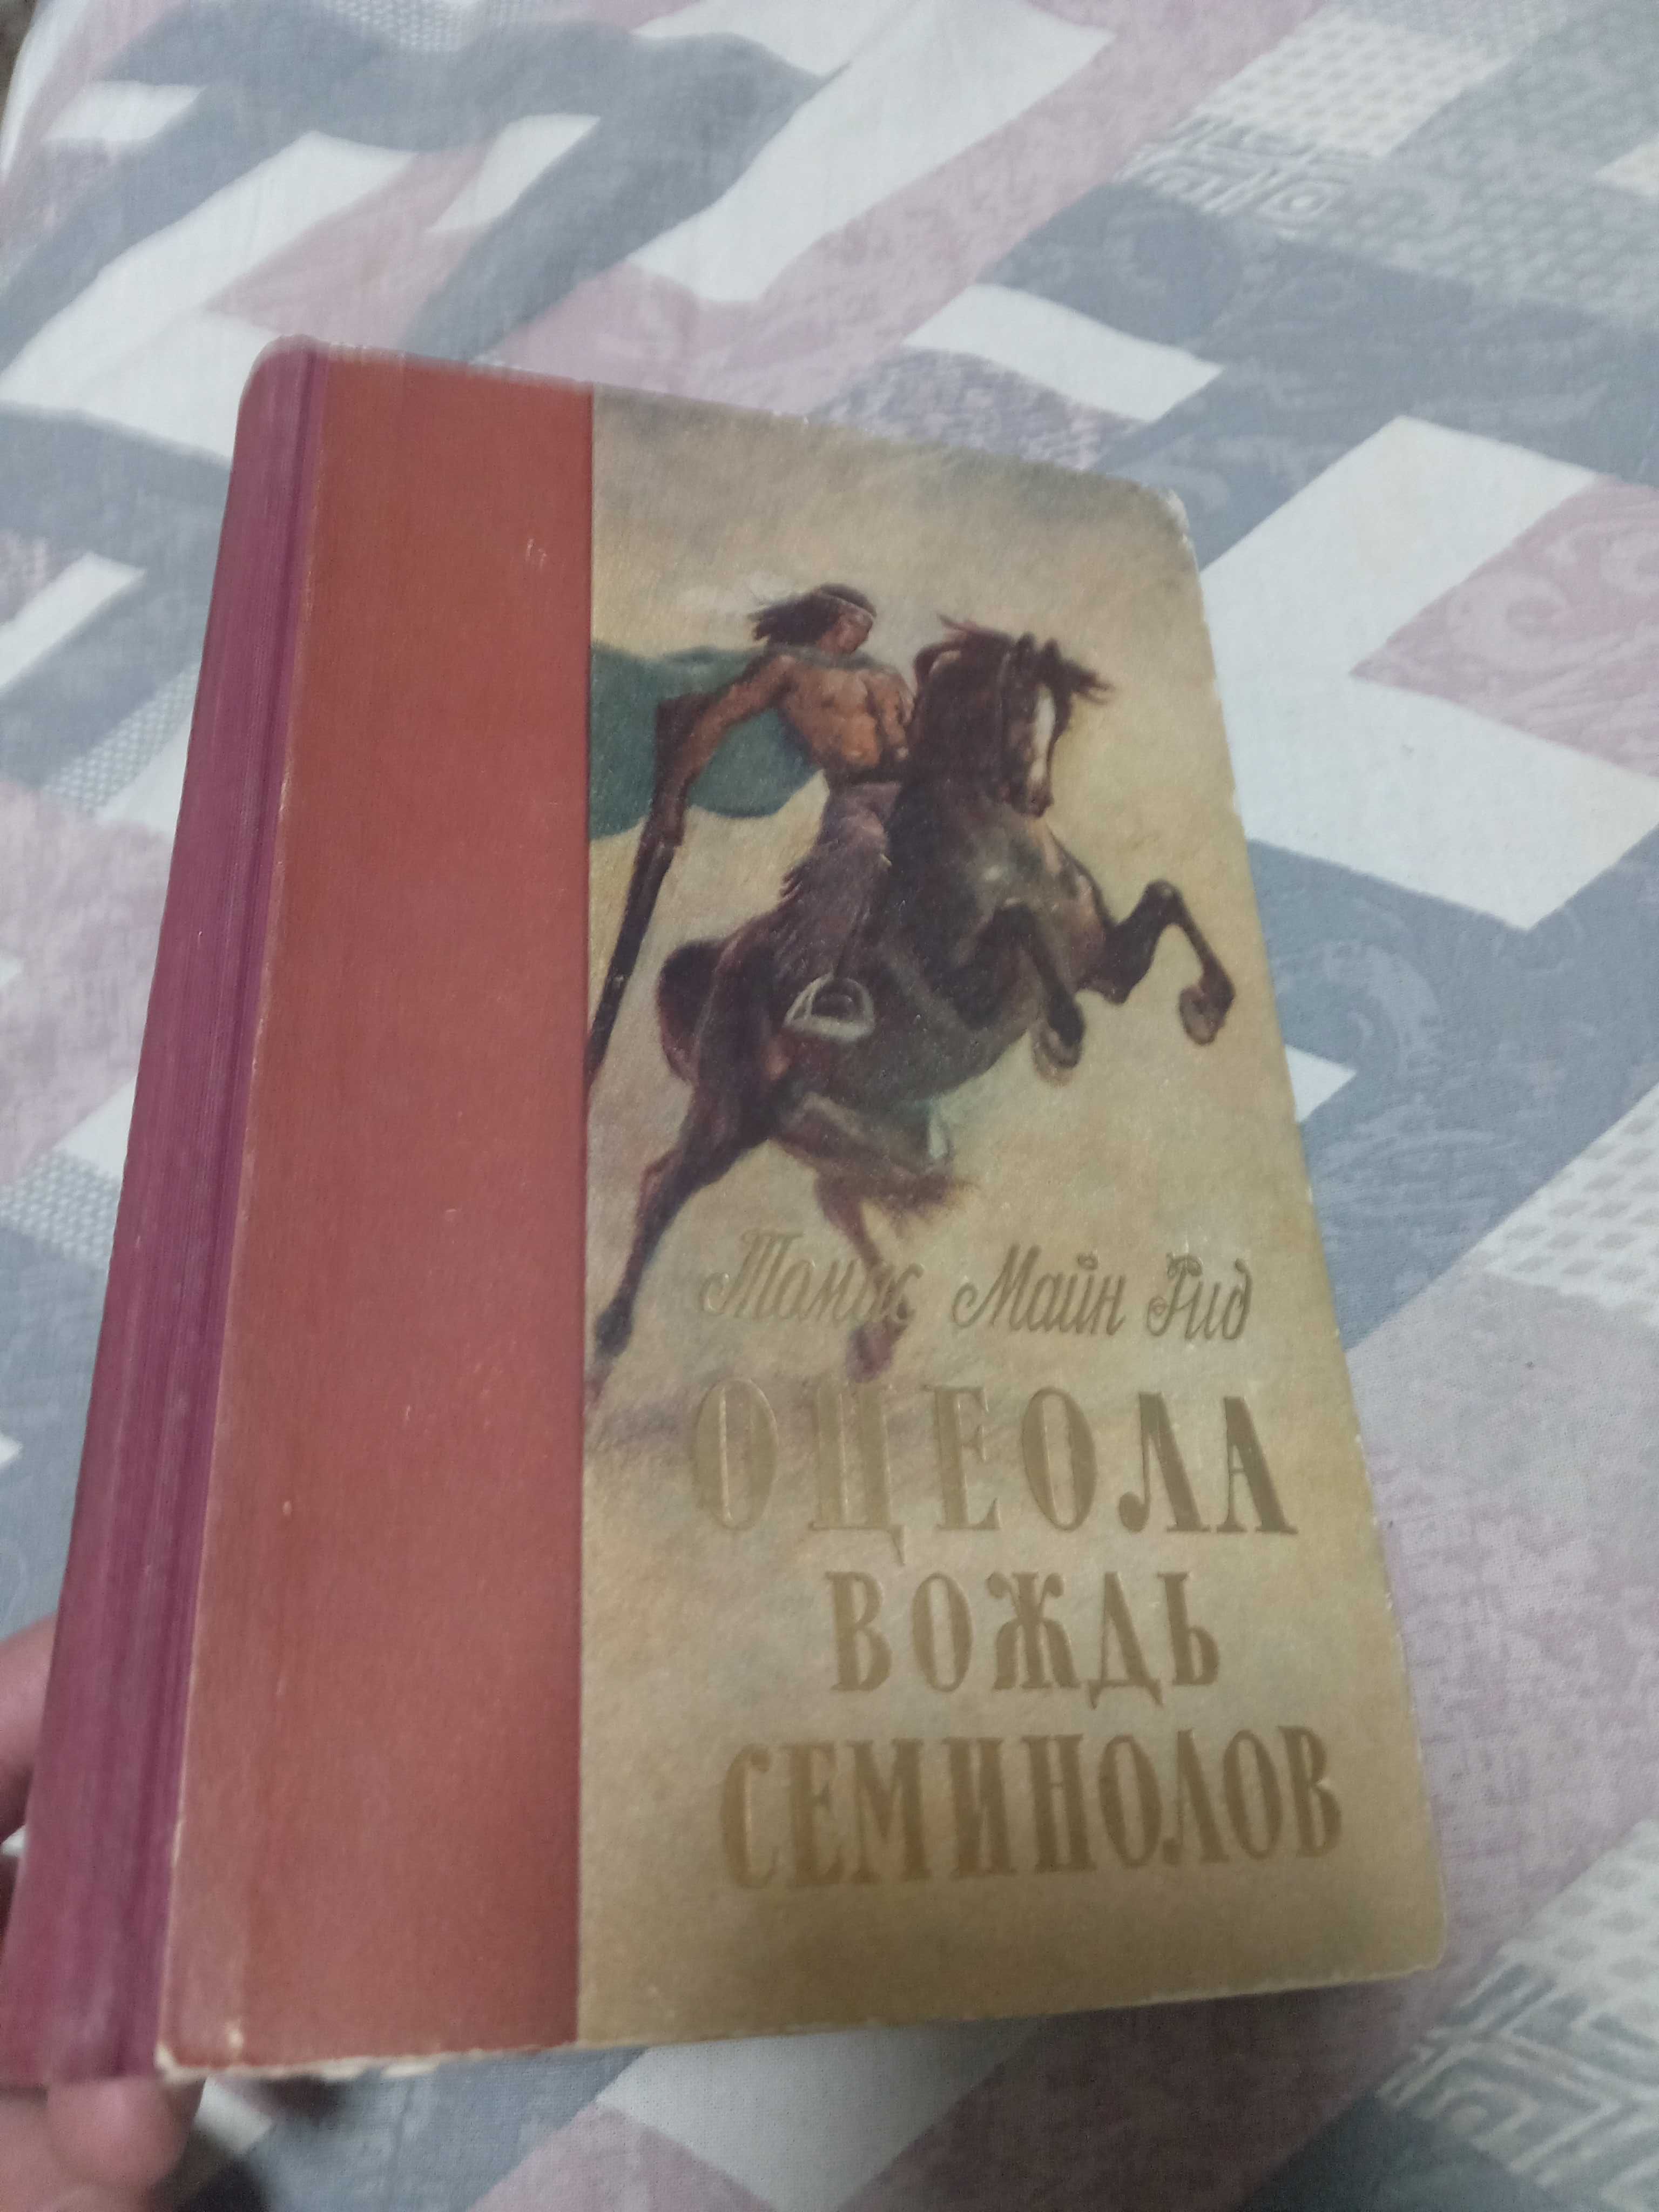 Томас Майн Рид
ОЦЕОЛА
ВОЖДЬ
СЕМИНОЛОВ